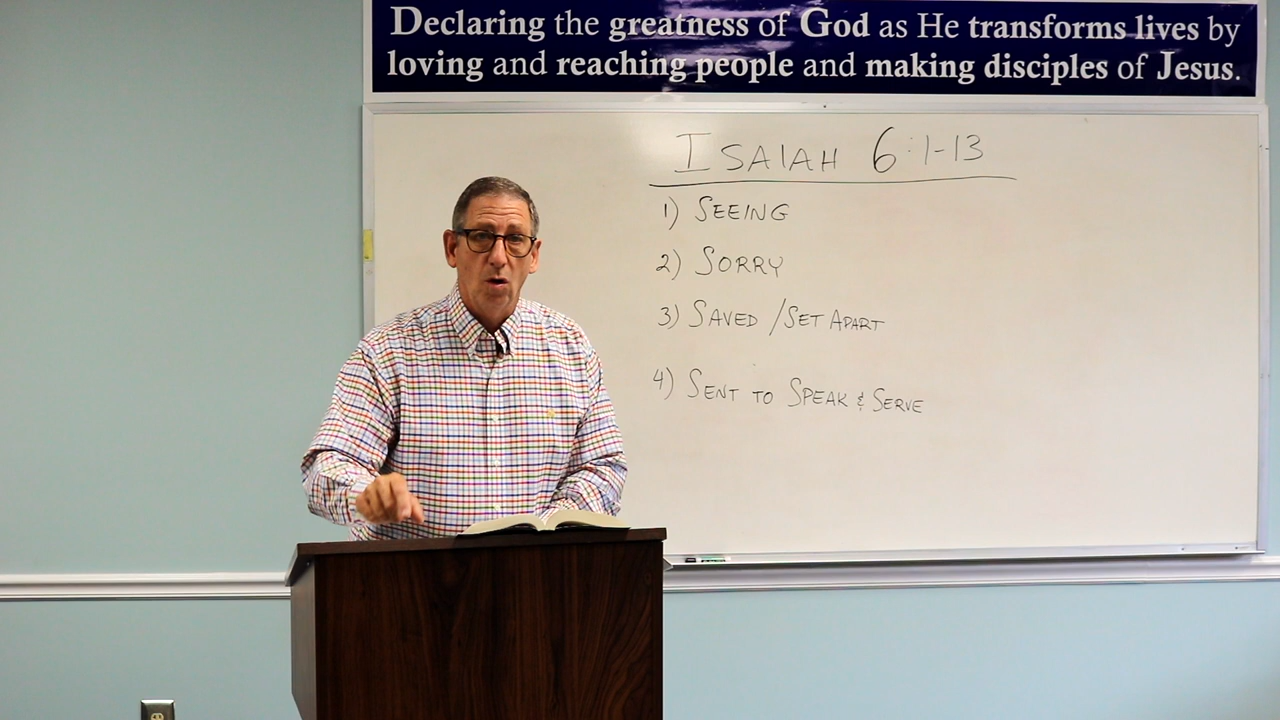 Declaring the greatness of God as He transforms lives by
loving and reaching people and making disciples of Jesus.
ISAIAH 6:1-13
1) SEEING
2) SORRY
3) SAVED /SET APART
4) SENT TO SPEAK & SERVE